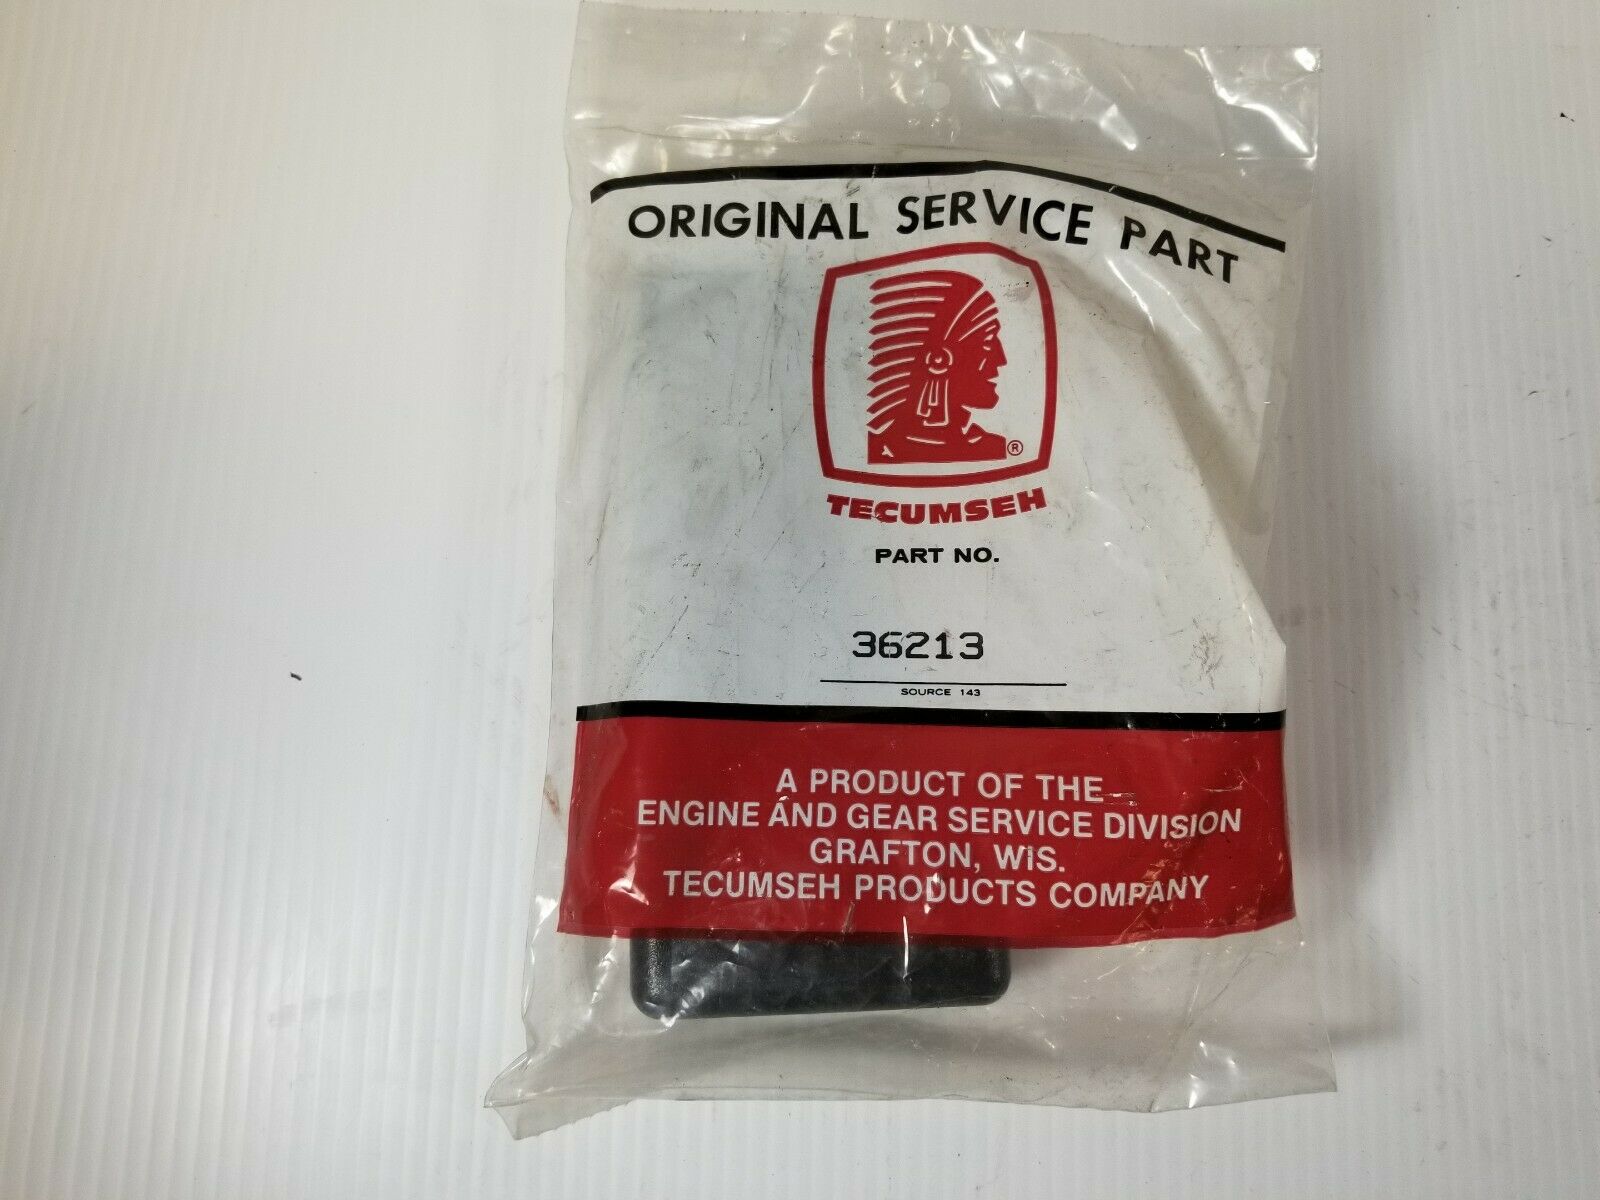 ORIGINAL SERVICE PART
®
TECUMSEH
PART NO.
36213
SOURCE 143
A PRODUCT OF THE
ENGINE AND GEAR SERVICE DIVISION
GRAFTON, WIS.
TECUMSEH PRODUCTS COMPANY